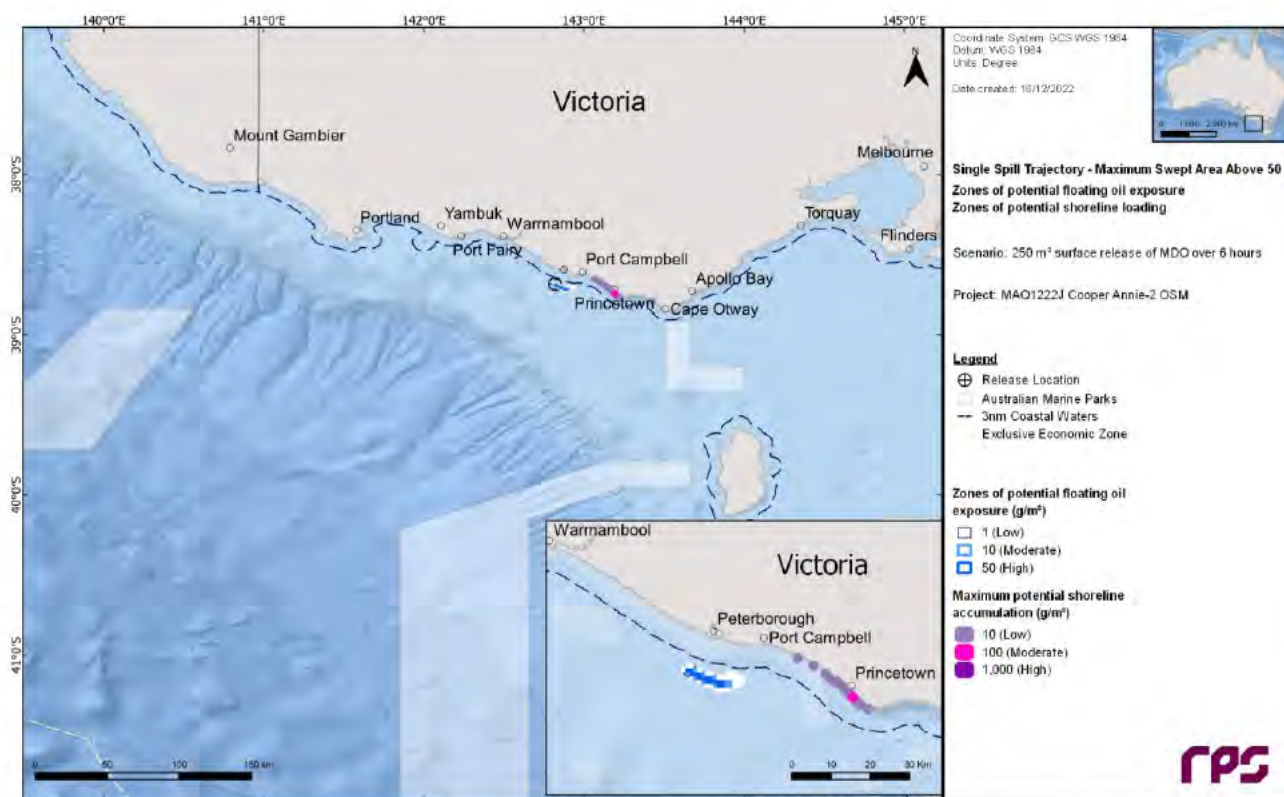 140°0'E 141°0'E 142°0'E 143°0'E 144°0'E 145°0'E
38°0'S
39°0'S
40°0'S
41°0'S
N
Victoria
Mount Gambier
Melbourne
Portland
Yambuk
Warrnambool
Port Fairy
Port Campbell
Torquay
Flinders
Apollo Bay
Princetown
Cape Otway
0 50 100 150 km
Warrnambool
Victoria
Peterborough
Port Campbell
Princetown
0 10 20 30 Km
Coordinate System: GCS WGS 1984
Datum: WGS 1984
Units: Degree
Date created: 16/12/2022
0 1,000 2,000 km
Single Spill Trajectory - Maximum Swept Area Above 50
Zones of potential floating oil exposure
Zones of potential shoreline loading
Scenario: 250 m³ surface release of MDO over 6 hours
Project: MAQ1222J Cooper Annie-2 OSM
Legend
Release Location
Australian Marine Parks
3nm Coastal Waters
Exclusive Economic Zone
Zones of potential floating oil
exposure (g/m²)
1 (Low)
10 (Moderate)
50 (High)
Maximum potential shoreline
accumulation (g/m²)
10 (Low)
100 (Moderate)
1,000 (High)
rps